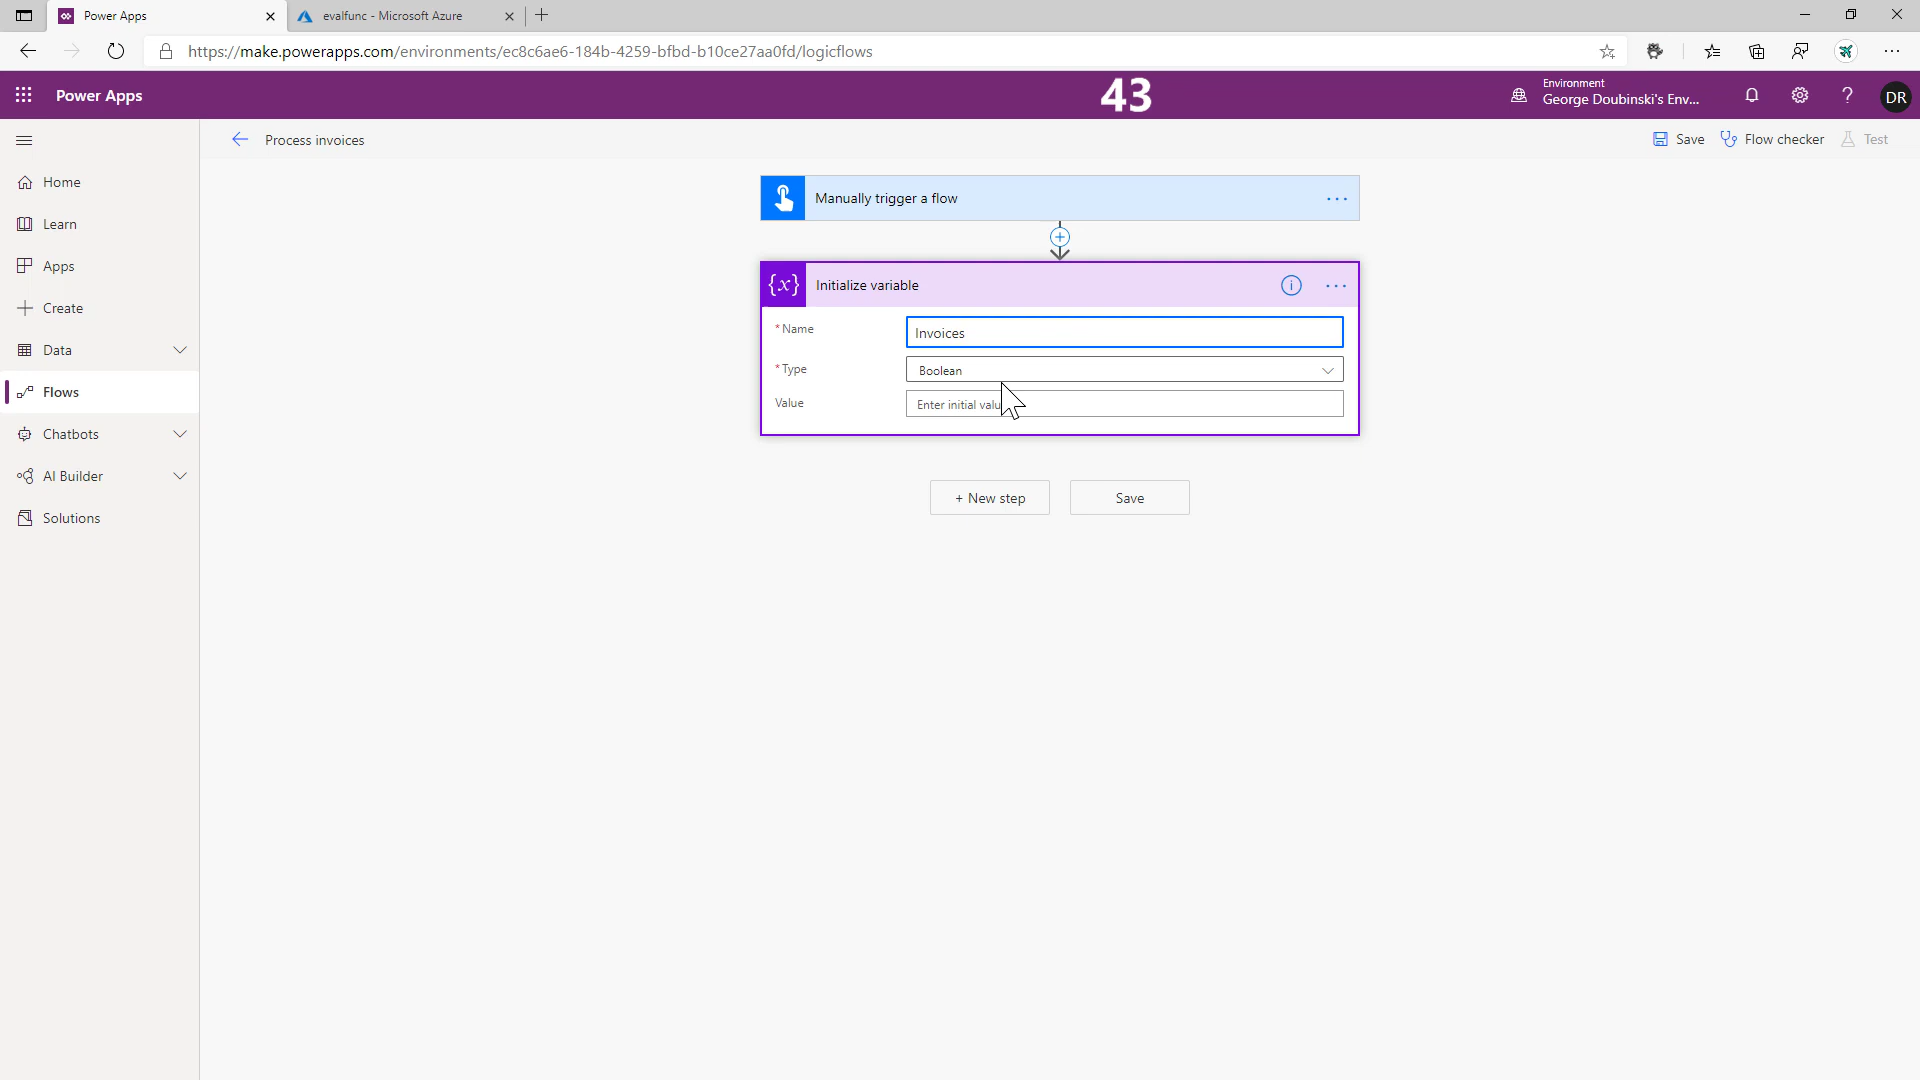 Power Apps
evalfunc - Microsoft Azure
https://make.powerapps.com/environments/ec8c6ae6-184b-4259-bfbd-b10ce27aa0fd/logicflows
Power Apps
43
Environment
George Doubinski's Env...
?
DR
Process invoices
Save
Flow checker
Test
Home
Learn
Apps
Create
Data
Flows
Chatbots
AI Builder
Solutions
Manually trigger a flow
{x}
Initialize variable
* Name
Invoices
* Type
Boolean
Value
Enter initial valu
+ New step
Save